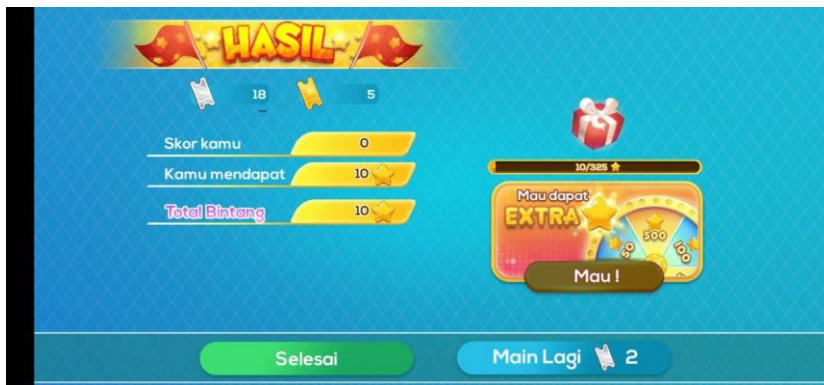 HASIL
18 5
Skor kamu 0
Kamu mendapat 10
Total Bintang 10
10/325
Mau dapat
EXTRA
50 500 100
Mau !
Selesai
Main Lagi 2